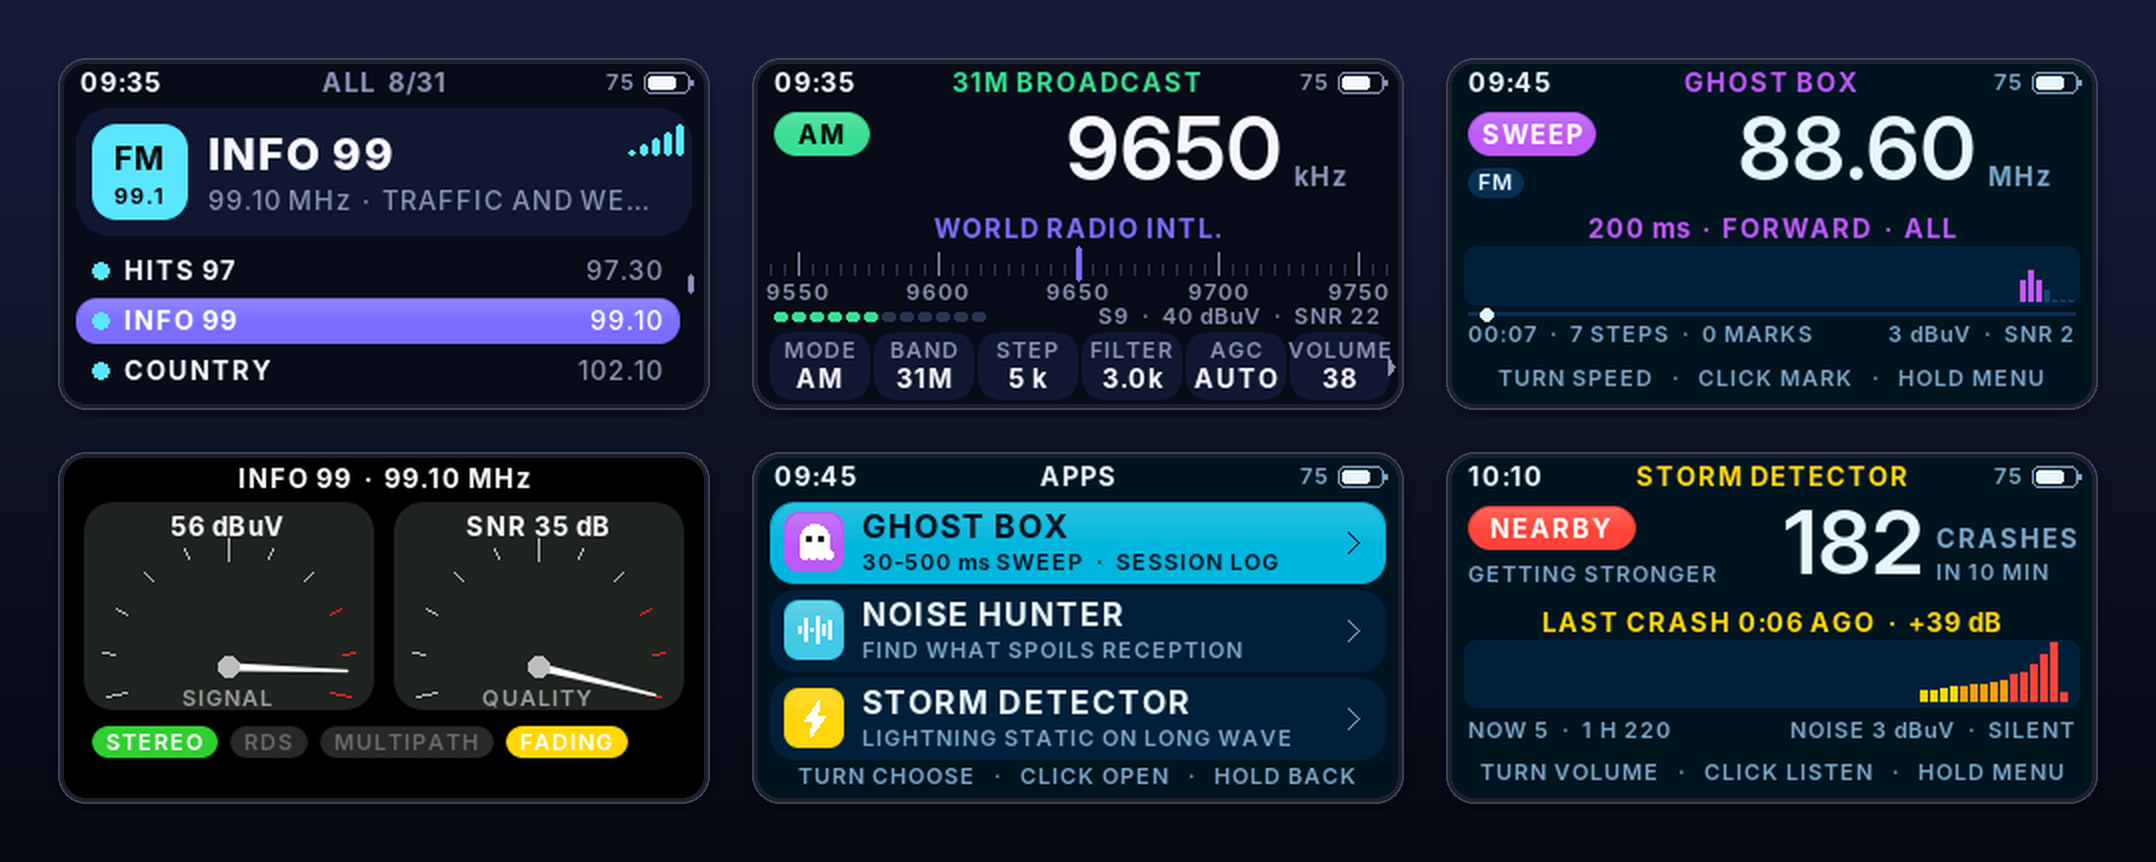 09:35 ALL 8/31 75
FM
99.1
INFO 99
99.10 MHz · TRAFFIC AND WE...
HITS 97 97.30
INFO 99 99.10
COUNTRY 102.10
09:35 31M BROADCAST 75
AM 9650 kHz
WORLD RADIO INTL.
9550 9600 9650 9700 9750
S9 · 40 dBuV · SNR 22
MODE BAND STEP FILTER AGC VOLUME
AM 31M 5 k 3.0k AUTO 38
09:45 GHOST BOX 75
SWEEP 88.60 MHz
FM
200 ms · FORWARD · ALL
00:07 · 7 STEPS · 0 MARKS 3 dBuV · SNR 2
TURN SPEED · CLICK MARK · HOLD MENU
INFO 99 · 99.10 MHz
56 dBuV SNR 35 dB
SIGNAL QUALITY
STEREO RDS MULTIPATH FADING
09:45 APPS 75
GHOST BOX
30-500 ms SWEEP · SESSION LOG
NOISE HUNTER
FIND WHAT SPOILS RECEPTION
STORM DETECTOR
LIGHTNING STATIC ON LONG WAVE
TURN CHOOSE · CLICK OPEN · HOLD BACK
10:10 STORM DETECTOR 75
NEARBY 182 CRASHES
GETTING STRONGER IN 10 MIN
LAST CRASH 0:06 AGO · +39 dB
NOW 5 · 1 H 220 NOISE 3 dBuV · SILENT
TURN VOLUME · CLICK LISTEN · HOLD MENU